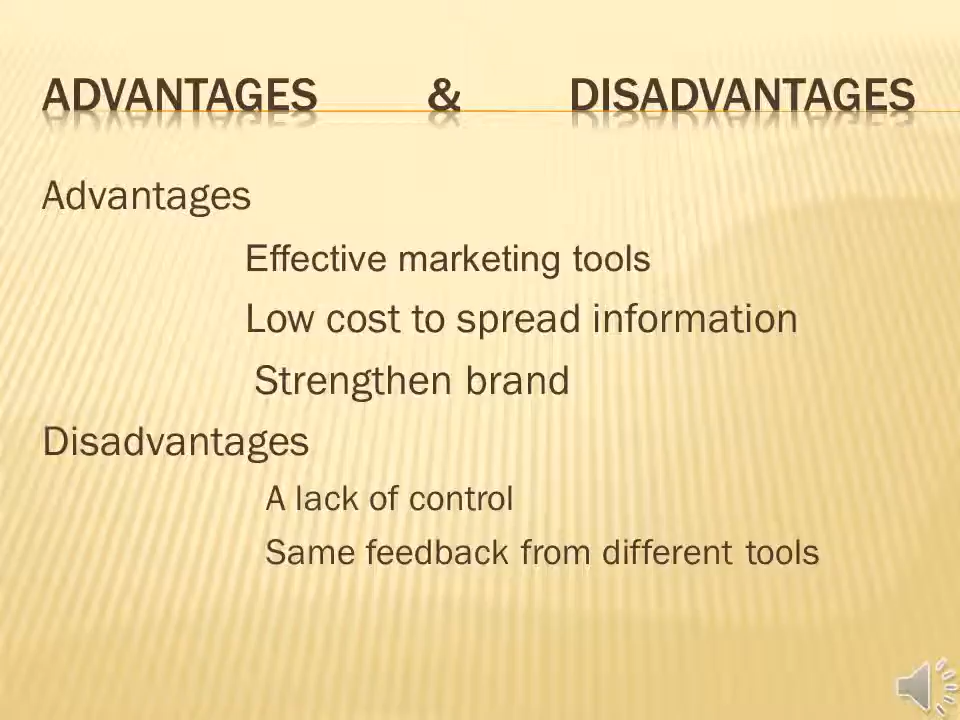 ADVANTAGES & DISADVANTAGES
Advantages
Effective marketing tools
Low cost to spread information
Strengthen brand
Disadvantages
A lack of control
Same feedback from different tools